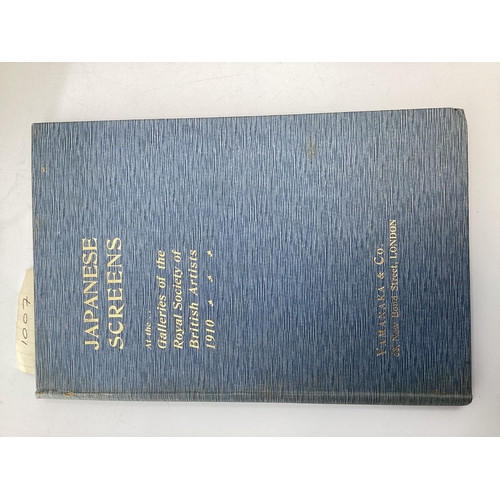 JAPANESE
SCREENS
At the . .
Galleries of the
Royal Society of
British Artists
1910
YAMANAKA & Co.
New Bond Street, LONDON
1007